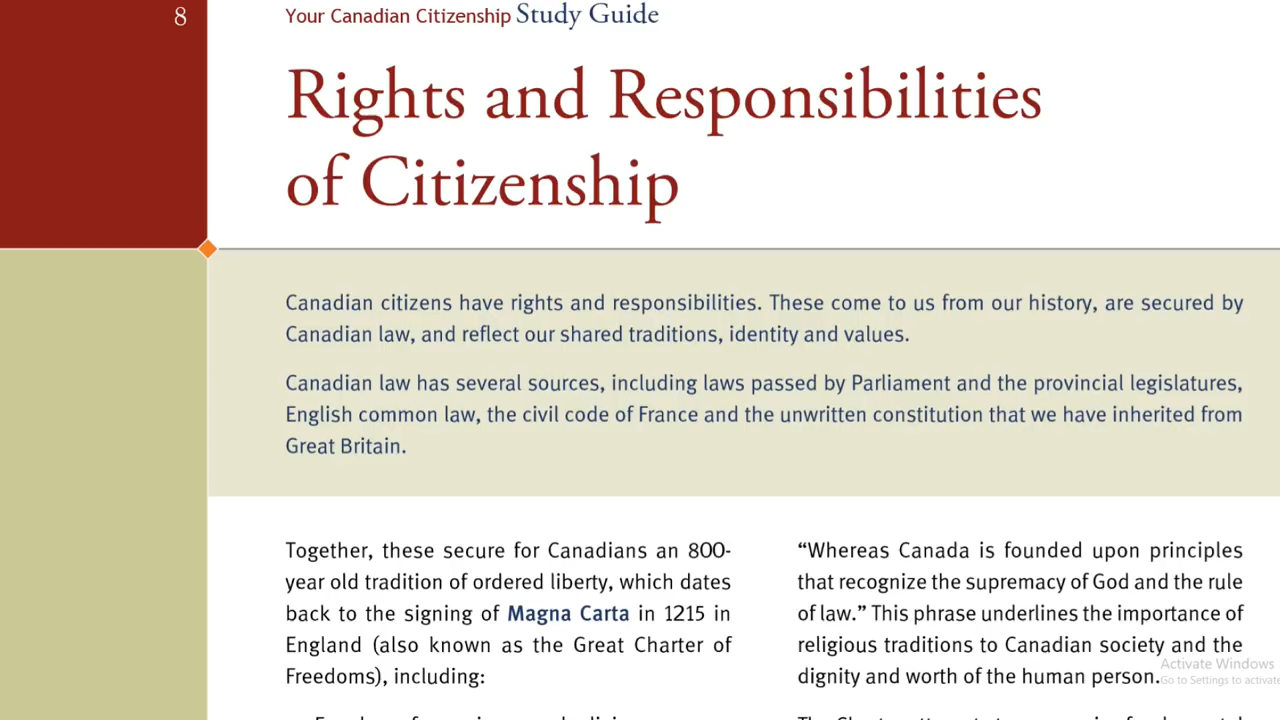 8
Your Canadian Citizenship Study Guide
Rights and Responsibilities
of Citizenship
Canadian citizens have rights and responsibilities. These come to us from our history, are secured by
Canadian law, and reflect our shared traditions, identity and values.
Canadian law has several sources, including laws passed by Parliament and the provincial legislatures,
English common law, the civil code of France and the unwritten constitution that we have inherited from
Great Britain.
Together, these secure for Canadians an 800-
year old tradition of ordered liberty, which dates
back to the signing of Magna Carta in 1215 in
England (also known as the Great Charter of
Freedoms), including:
“Whereas Canada is founded upon principles
that recognize the supremacy of God and the rule
of law.” This phrase underlines the importance of
religious traditions to Canadian society and the
dignity and worth of the human person.
Activate Windows
Go to Settings to activate